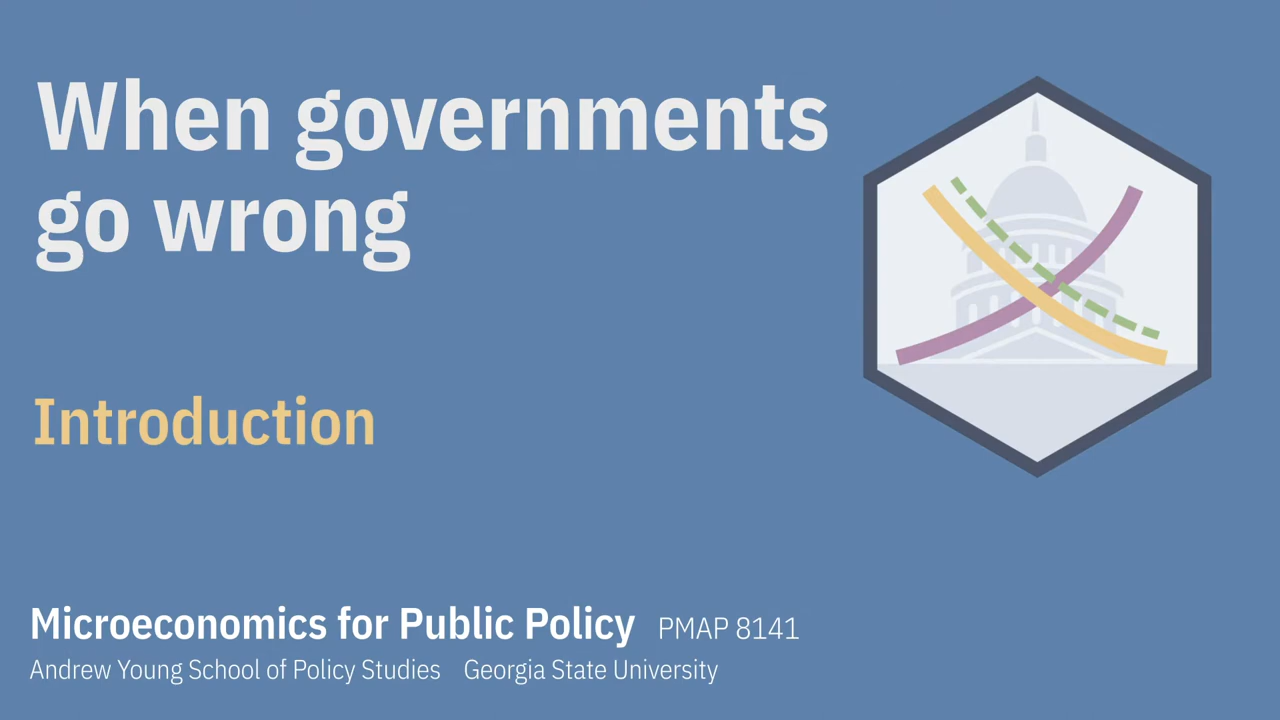 When governments
go wrong
Introduction
Microeconomics for Public Policy PMAP 8141
Andrew Young School of Policy Studies Georgia State University